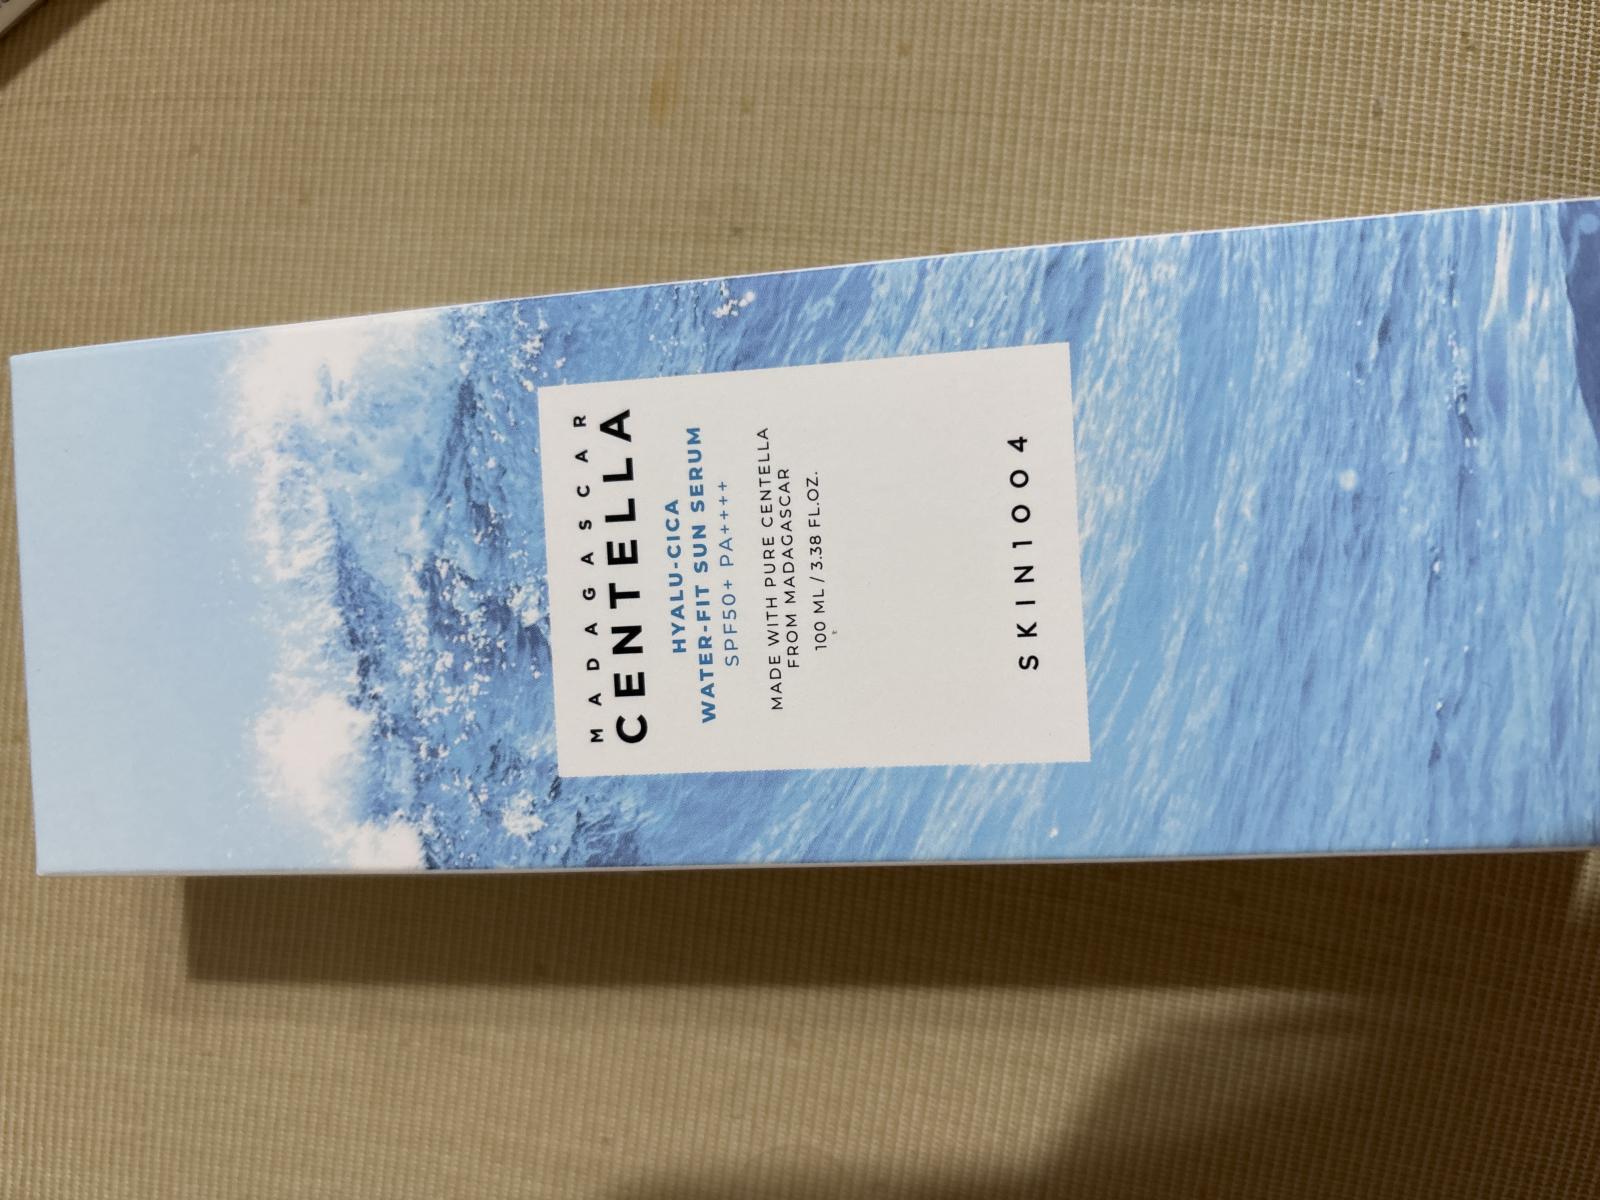 MADAGASCAR
CENTELLA
HYALU-CICA
WATER-FIT SUN SERUM
SPF50+ PA++++
MADE WITH PURE CENTELLA
FROM MADAGASCAR
100 ML / 3.38 FL.OZ.
SKIN1004